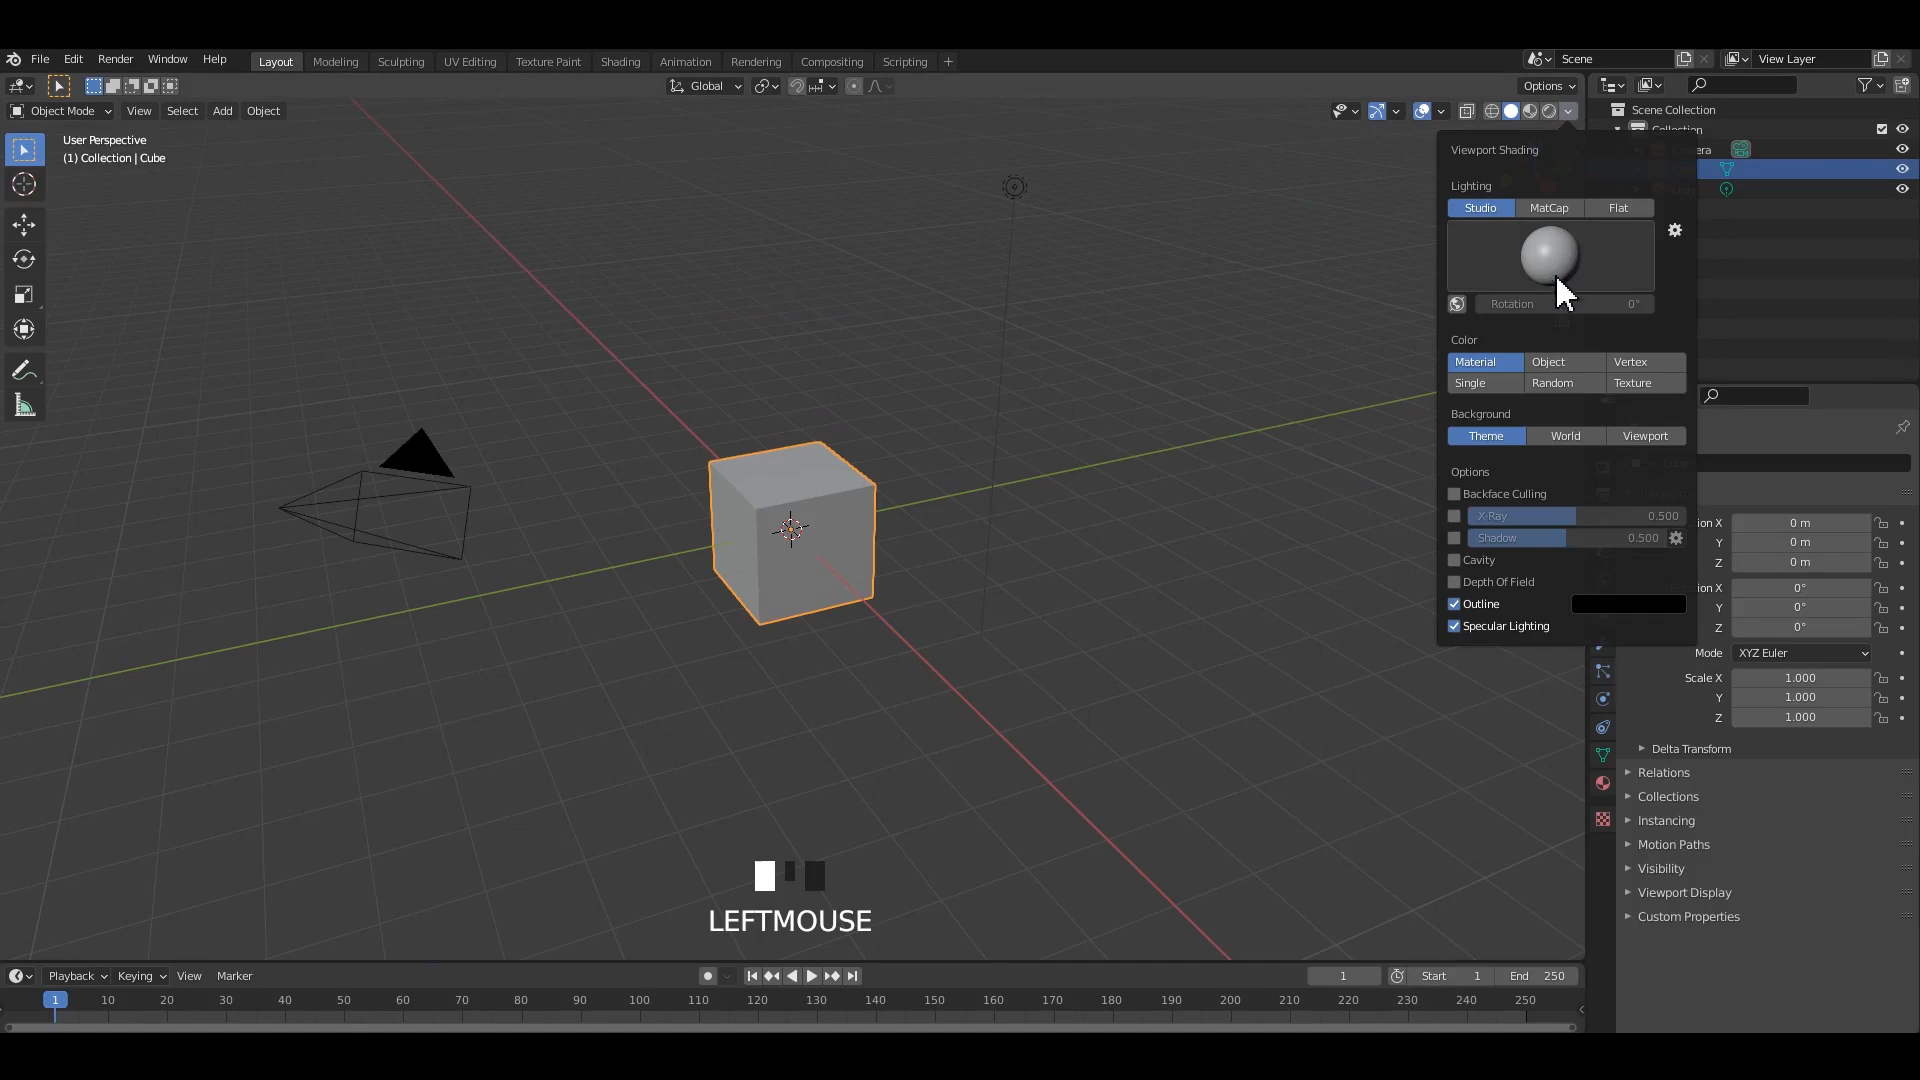 File Edit Render Window Help Layout Modeling Sculpting UV Editing Texture Paint Shading Animation Rendering Compositing Scripting + Scene View Layer
Global Options
Object Mode View Select Add Object
User Perspective
(1) Collection | Cube
Scene Collection
Collection
Viewport Shading
Lighting
Studio MatCap Flat
Rotation 0°
Color
Material Object Vertex
Single Random Texture
Background
Theme World Viewport
Options
Backface Culling
X-Ray 0.500
Shadow 0.500
Cavity
Depth Of Field
Outline
Specular Lighting
X 0 m
Y 0 m
Z 0 m
X 0°
Y 0°
Z 0°
Mode XYZ Euler
Scale X 1.000
Y 1.000
Z 1.000
Delta Transform
Relations
Collections
Instancing
Motion Paths
Visibility
Viewport Display
Custom Properties
LEFTMOUSE
Playback Keying View Marker 1 Start 1 End 250
1 10 20 30 40 50 60 70 80 90 100 110 120 130 140 150 160 170 180 190 200 210 220 230 240 250